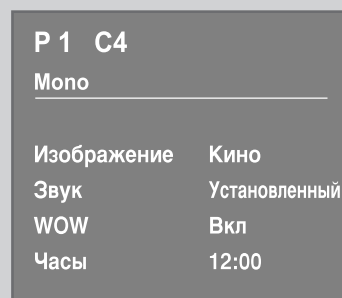 P 1 C4
Mono
Изображение Кино
Звук Установленный
WOW Вкл
Часы 12:00